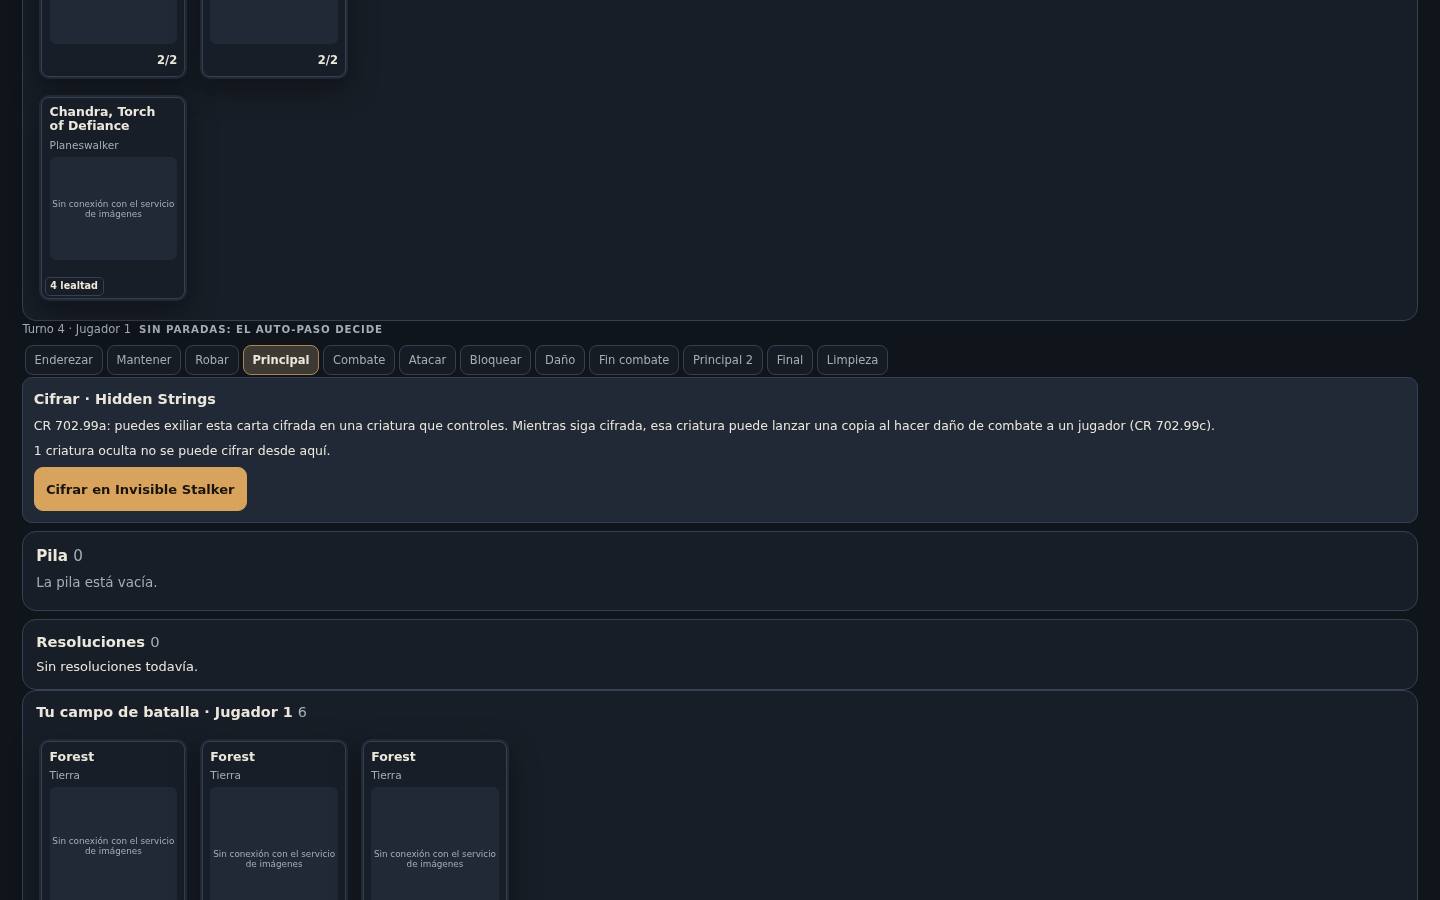 2/2
2/2
Chandra, Torch
of Defiance
Planeswalker
Sin conexión con el servicio
de imágenes
4 lealtad
Turno 4 · Jugador 1 SIN PARADAS: EL AUTO-PASO DECIDE
Enderezar
Mantener
Robar
Principal
Combate
Atacar
Bloquear
Daño
Fin combate
Principal 2
Final
Limpieza
Cifrar · Hidden Strings
CR 702.99a: puedes exiliar esta carta cifrada en una criatura que controles. Mientras siga cifrada, esa criatura puede lanzar una copia al hacer daño de combate a un jugador (CR 702.99c).
1 criatura oculta no se puede cifrar desde aquí.
Cifrar en Invisible Stalker
Pila 0
La pila está vacía.
Resoluciones 0
Sin resoluciones todavía.
Tu campo de batalla · Jugador 1 6
Forest
Tierra
Sin conexión con el servicio
de imágenes
Forest
Tierra
Sin conexión con el servicio
de imágenes
Forest
Tierra
Sin conexión con el servicio
de imágenes